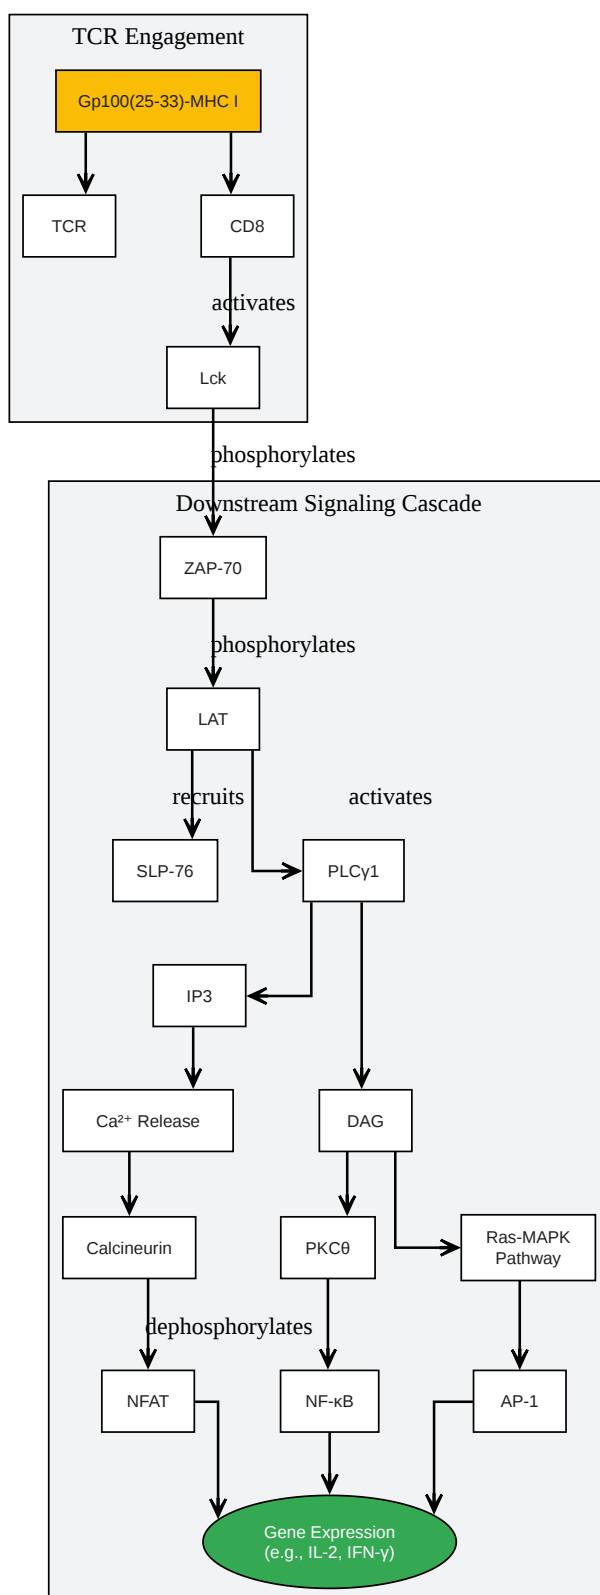 TCR Engagement
Gp100(25-33)-MHC I
TCR
CD8
activates
Lck
phosphorylates
Downstream Signaling Cascade
ZAP-70
phosphorylates
LAT
recruits
activates
SLP-76
PLCγ1
IP3
Ca²⁺ Release
DAG
Calcineurin
PKCθ
Ras-MAPK
Pathway
dephosphorylates
NFAT
NF-κB
AP-1
Gene Expression
(e.g., IL-2, IFN-γ)